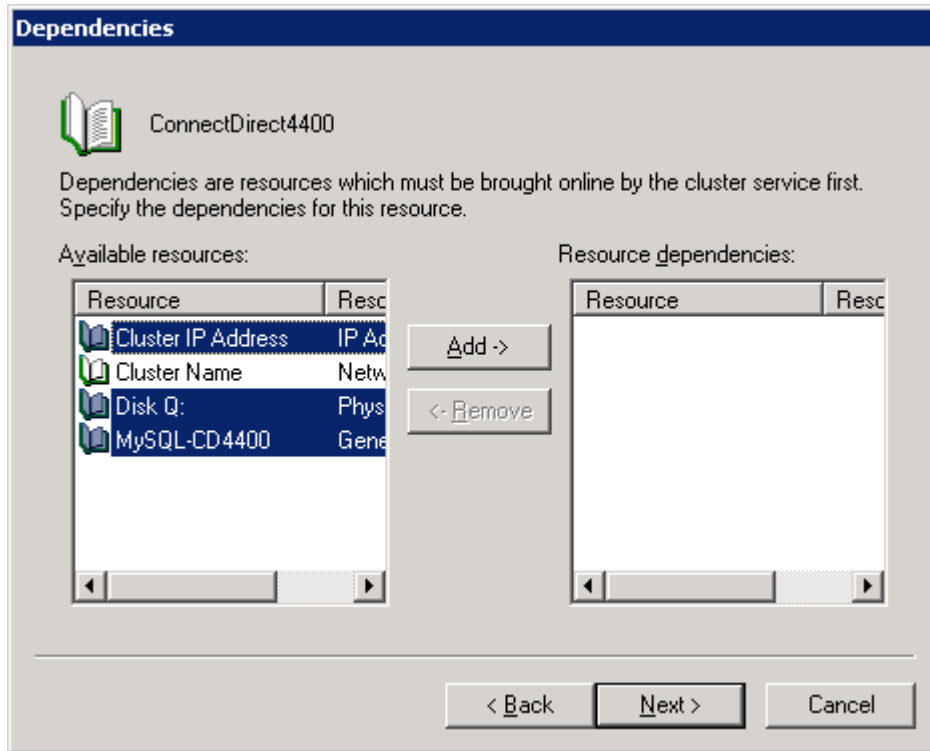 Dependencies
ConnectDirect4400
Dependencies are resources which must be brought online by the cluster service first.
Specify the dependencies for this resource.
Available resources:
Resource dependencies:
Resource Resc
Cluster IP Address IP Ad
Cluster Name Netw
Disk Q: Phys
MySQL-CD4400 Gene
Add ->
<- Remove
Resource Resc
< Back
Next >
Cancel